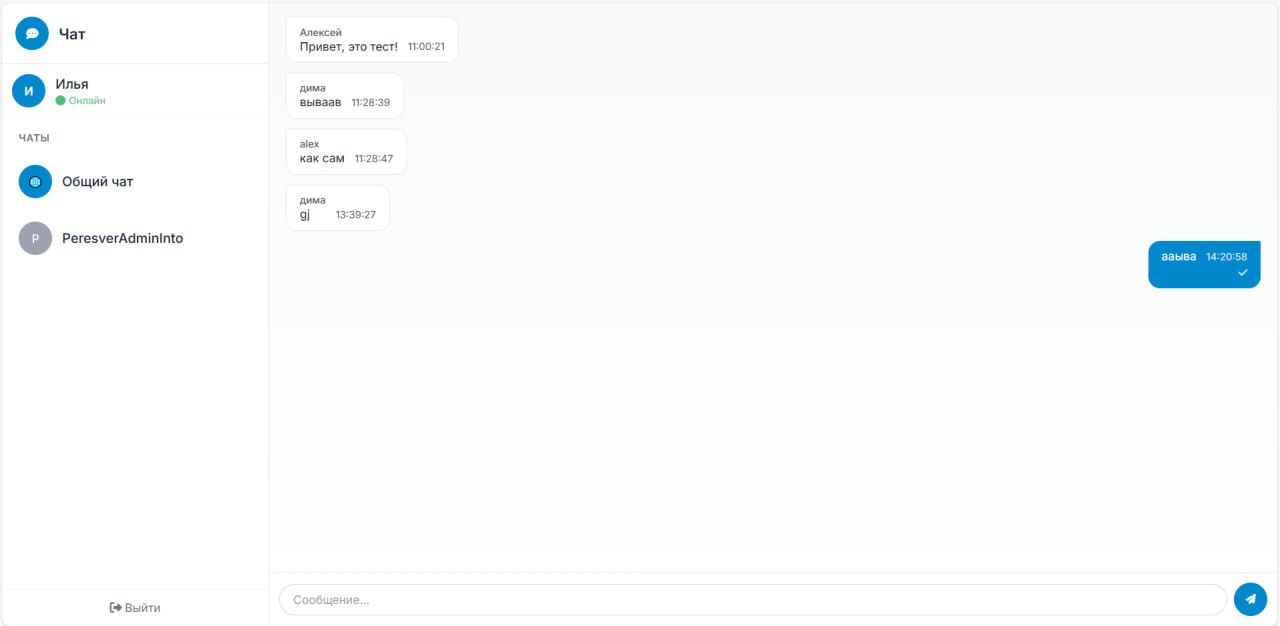 Чат
И
Илья
Онлайн
ЧАТЫ
Общий чат
P
PeresverAdminInto
Выйти
Алексей
Привет, это тест! 11:00:21
дима
вываав 11:28:39
alex
как сам 11:28:47
дима
gj 13:39:27
ааыва 14:20:58
Сообщение...